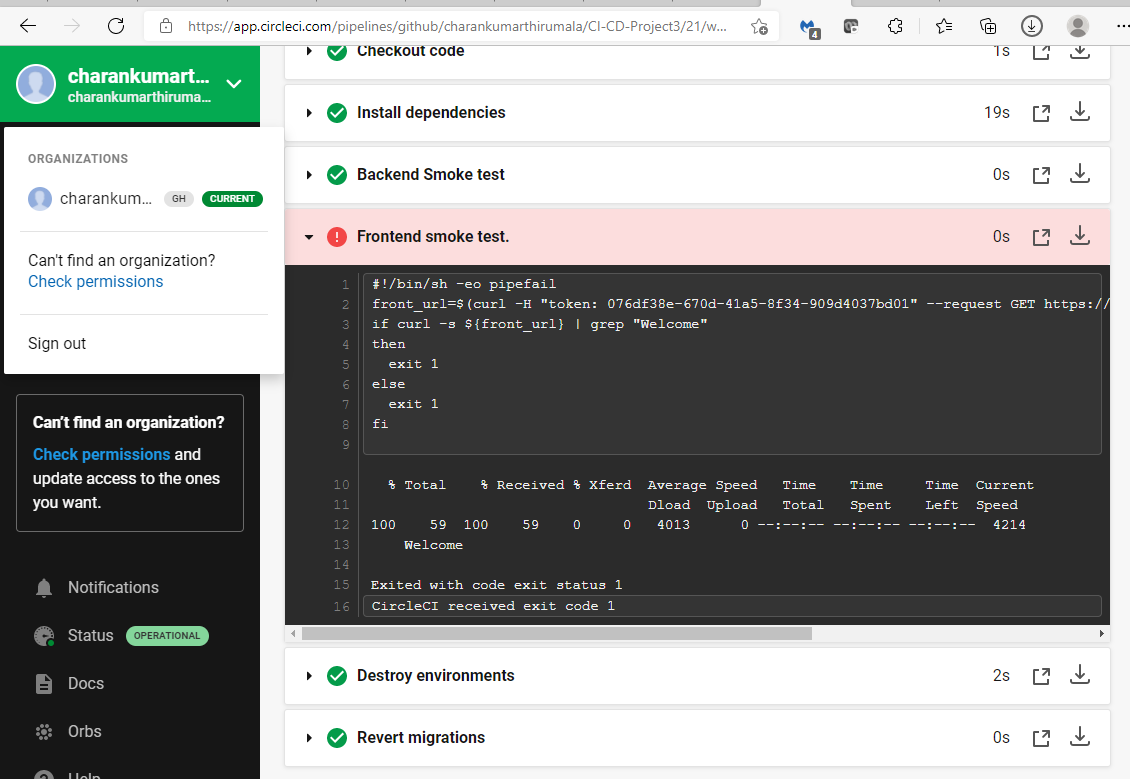 https://app.circleci.com/pipelines/github/charankumarthirumala/CI-CD-Project3/21/w...
4
charankumart...
charankumarthiruma...
ORGANIZATIONS
charankum... GH CURRENT
Can't find an organization?
Check permissions
Sign out
Can't find an organization?
Check permissions and
update access to the ones
you want.
Notifications
Status OPERATIONAL
Docs
Orbs
Help
Checkout code 1s
Install dependencies 19s
Backend Smoke test 0s
Frontend smoke test. 0s
1 #!/bin/sh -eo pipefail
2 front_url=$(curl -H "token: 076df38e-670d-41a5-8f34-909d4037bd01" --request GET https://
3 if curl -s ${front_url} | grep "Welcome"
4 then
5   exit 1
6 else
7   exit 1
8 fi
9
10   % Total    % Received % Xferd  Average Speed   Time    Time     Time  Current
11                                  Dload  Upload   Total   Spent    Left  Speed
12 100    59  100    59    0     0   4013      0 --:--:-- --:--:-- --:--:--  4214
13     Welcome
14
15 Exited with code exit status 1
16 CircleCI received exit code 1
Destroy environments 2s
Revert migrations 0s